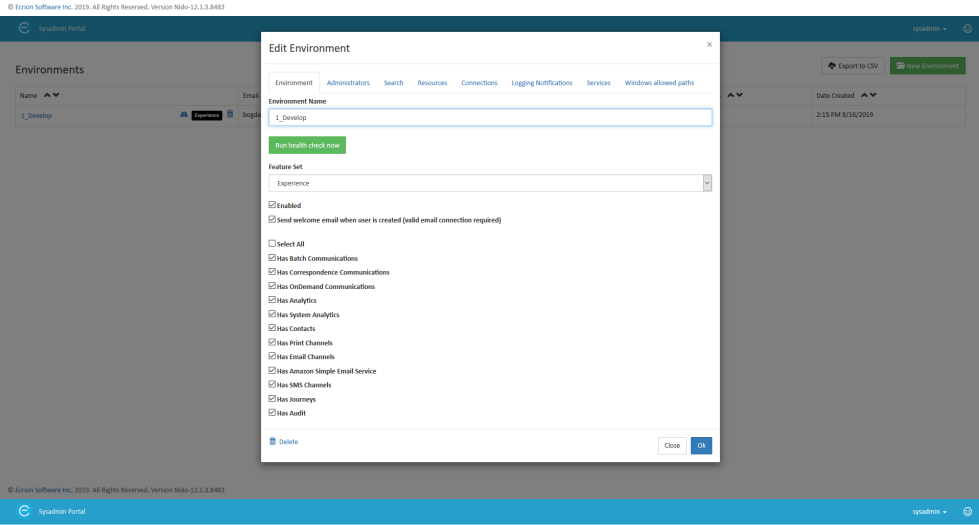 © Ecrion Software Inc. 2019. All Rights Reserved. Version Nido-12.1.3.8483
Sysadmin Portal
sysadmin
Environments
Export to CSV
New Environment
Name
Email
Date Created
1_Develop
Experience
bogda
2:15 PM 8/16/2019
Edit Environment
×
Environment Administrators Search Resources Connections Logging Notifications Services Windows allowed paths
Environment Name
1_Develop
Run health check now
Feature Set
Experience
Enabled
Send welcome email when user is created (valid email connection required)
Select All
Has Batch Communications
Has Correspondence Communications
Has OnDemand Communications
Has Analytics
Has System Analytics
Has Contacts
Has Print Channels
Has Email Channels
Has Amazon Simple Email Service
Has SMS Channels
Has Journeys
Has Audit
Delete
Close
Ok
© Ecrion Software Inc. 2019. All Rights Reserved. Version Nido-12.1.3.8483
Sysadmin Portal
sysadmin